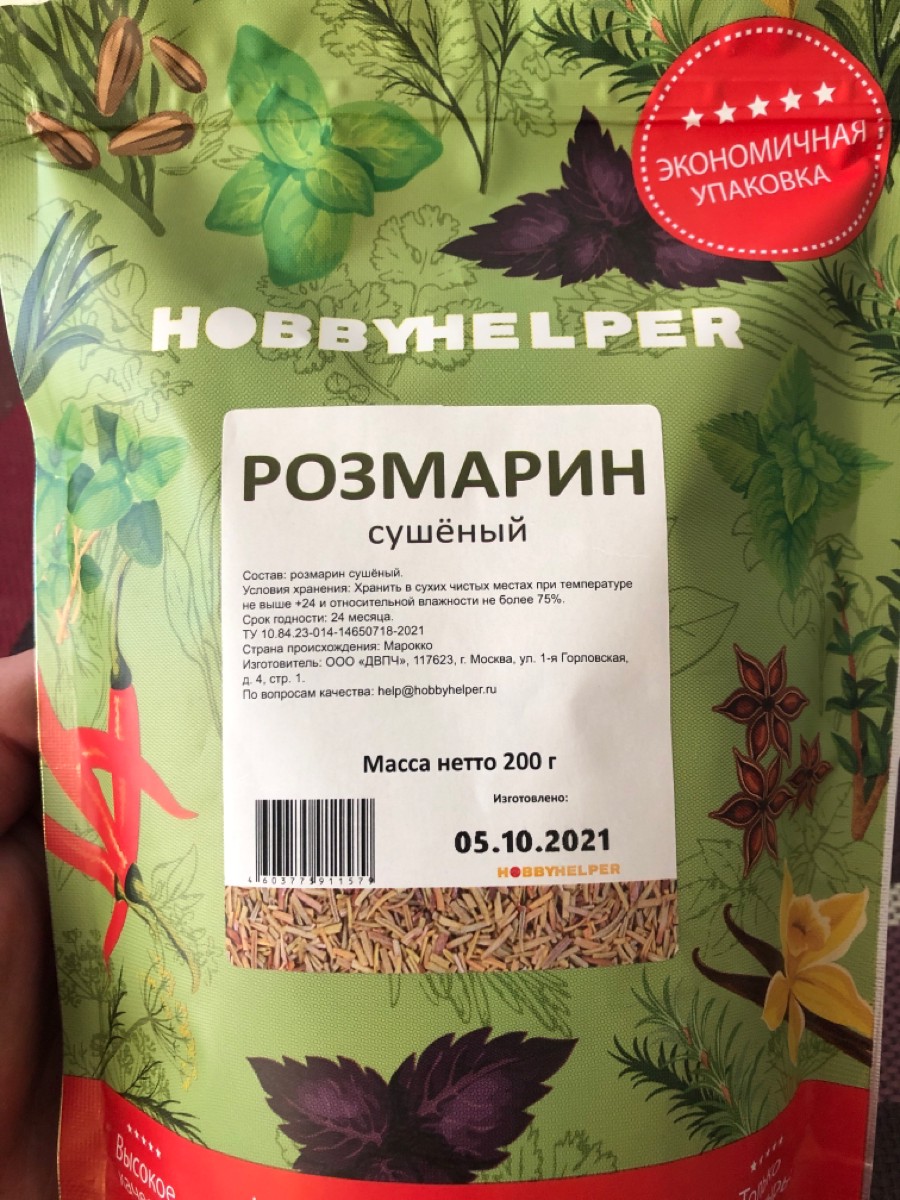 ЭКОНОМИЧНАЯ
УПАКОВКА
HOBBYHELPER
РОЗМАРИН
сушёный
Состав: розмарин сушёный.
Условия хранения: Хранить в сухих чистых местах при температуре
не выше +24 и относительной влажности не более 75%.
Срок годности: 24 месяца.
ТУ 10.84.23-014-14650718-2021
Страна происхождения: Марокко
Изготовитель: ООО «ДВПЧ», 117623, г. Москва, ул. 1-я Горловская,
д. 4, стр. 1.
По вопросам качества: help@hobbyhelper.ru
Масса нетто 200 г
Изготовлено:
05.10.2021
HOBBYHELPER
4603775911579
Высокое
Только